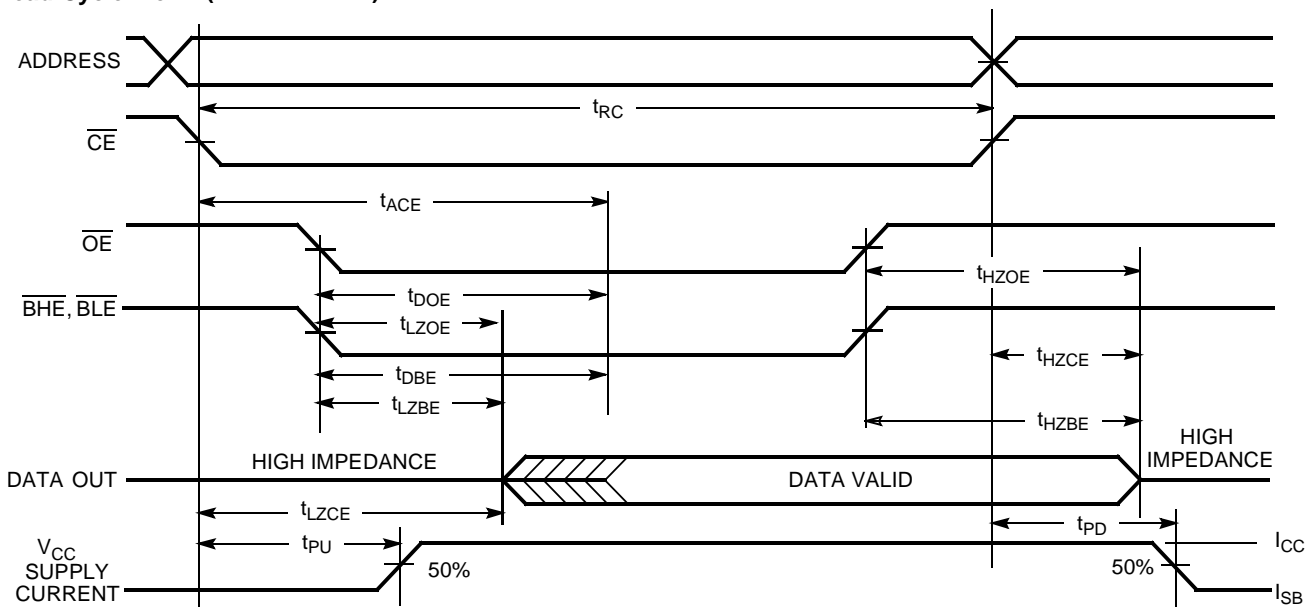 ADDRESS
tRC
CE
tACE
OE
tHZOE
tDOE
BHE, BLE
tLZOE
tHZCE
tDBE
tLZBE
tHZBE
HIGH IMPEDANCE
HIGH
IMPEDANCE
DATA OUT
DATA VALID
tLZCE
tPD
tPU
VCC
SUPPLY
CURRENT
50%
50%
ICC
ISB